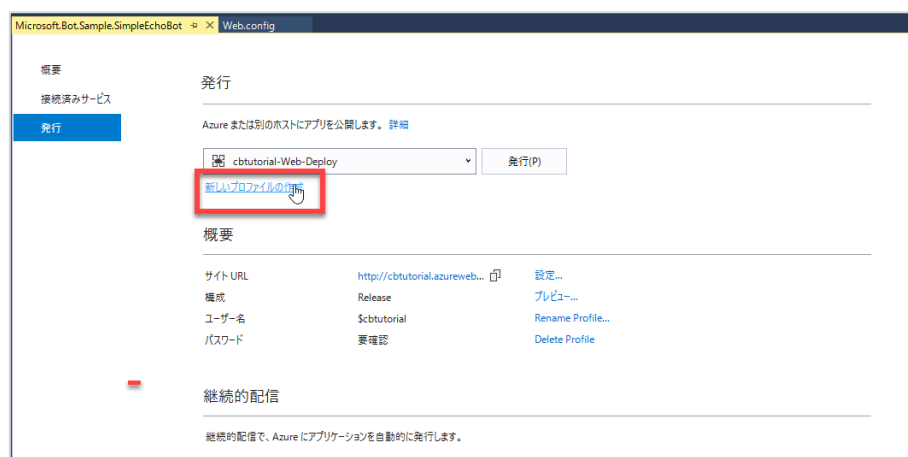 Microsoft.Bot.Sample.SimpleEchoBot Web.config
概要
接続済みサービス
発行
発行
Azure または別のホストにアプリを公開します。 詳細
cbtutorial-Web-Deploy 発行(P)
新しいプロファイルの作成
概要
サイト URL http://cbtutorial.azureweb... 設定...
構成 Release プレビュー...
ユーザー名 $cbtutorial Rename Profile...
パスワード 要確認 Delete Profile
継続的配信
継続的配信で、Azure にアプリケーションを自動的に発行します。